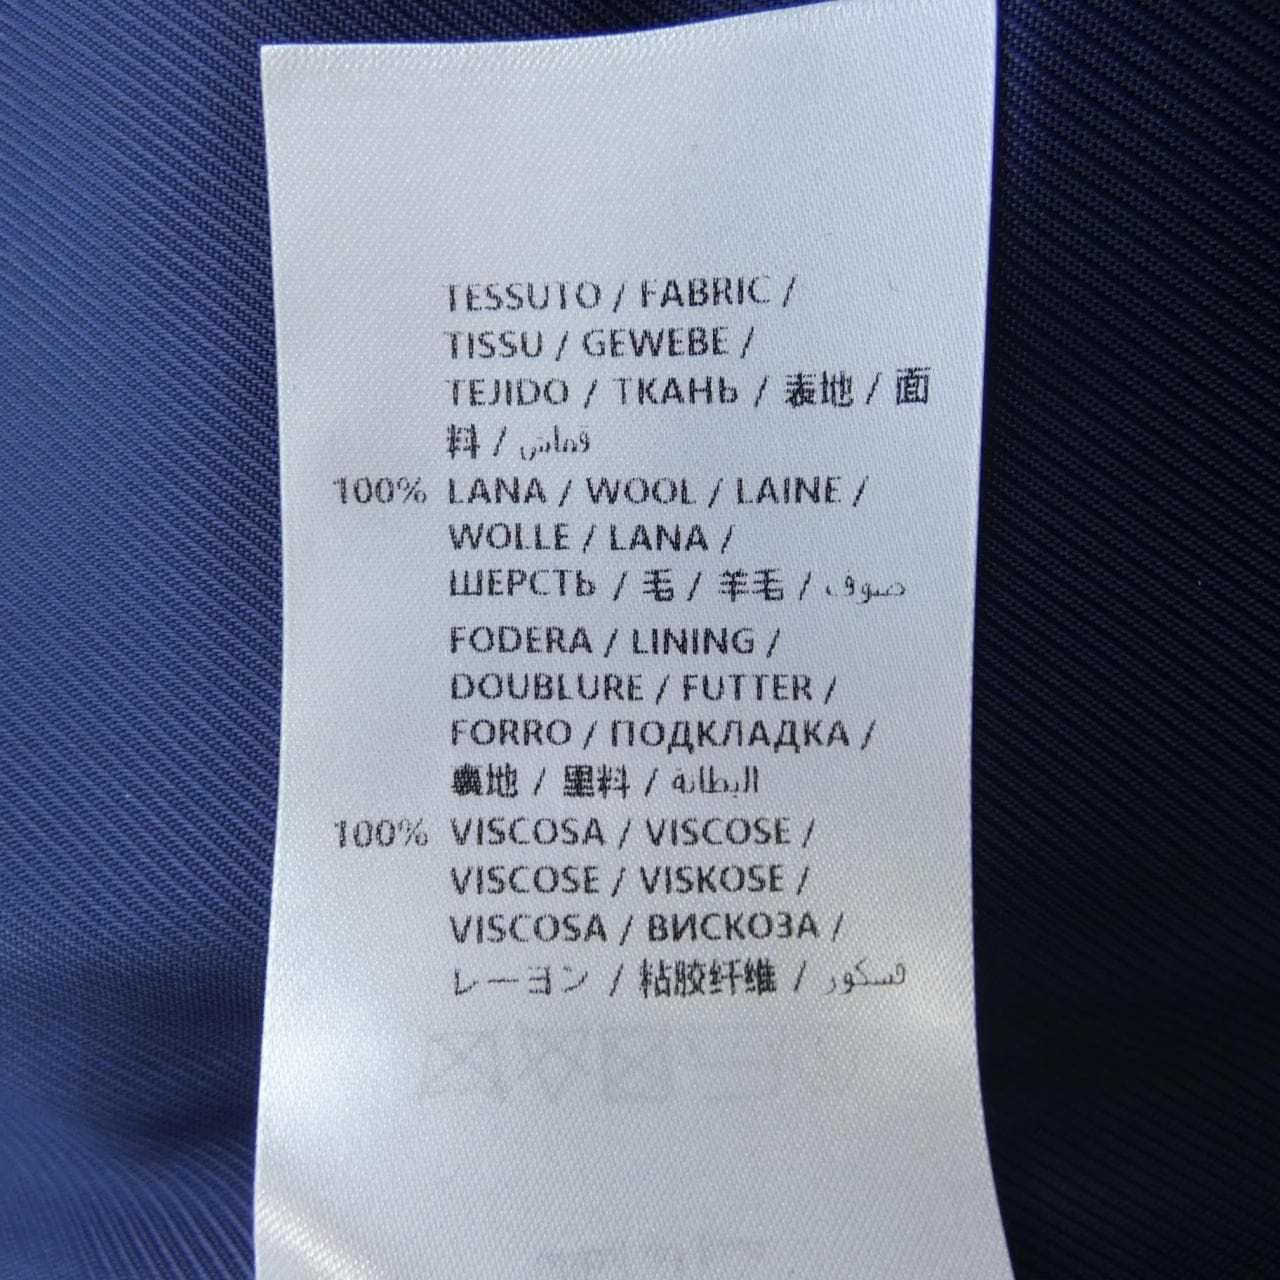 TESSUTO / FABRIC /
TISSU / GEWEBE /
TEJIDO / ТКАНЬ / 表地 / 面
料 / قماش
100% LANA / WOOL / LAINE /
WOLLE / LANA /
ШЕРСТЬ / 毛 / 羊毛 / صوف
FODERA / LINING /
DOUBLURE / FUTTER /
FORRO / ПОДКЛАДКА /
裏地 / 里料 / البطانة
100% VISCOSA / VISCOSE /
VISCOSE / VISKOSE /
VISCOSA / ВИСКОЗА /
レーヨン / 粘胶纤维 / فسكور